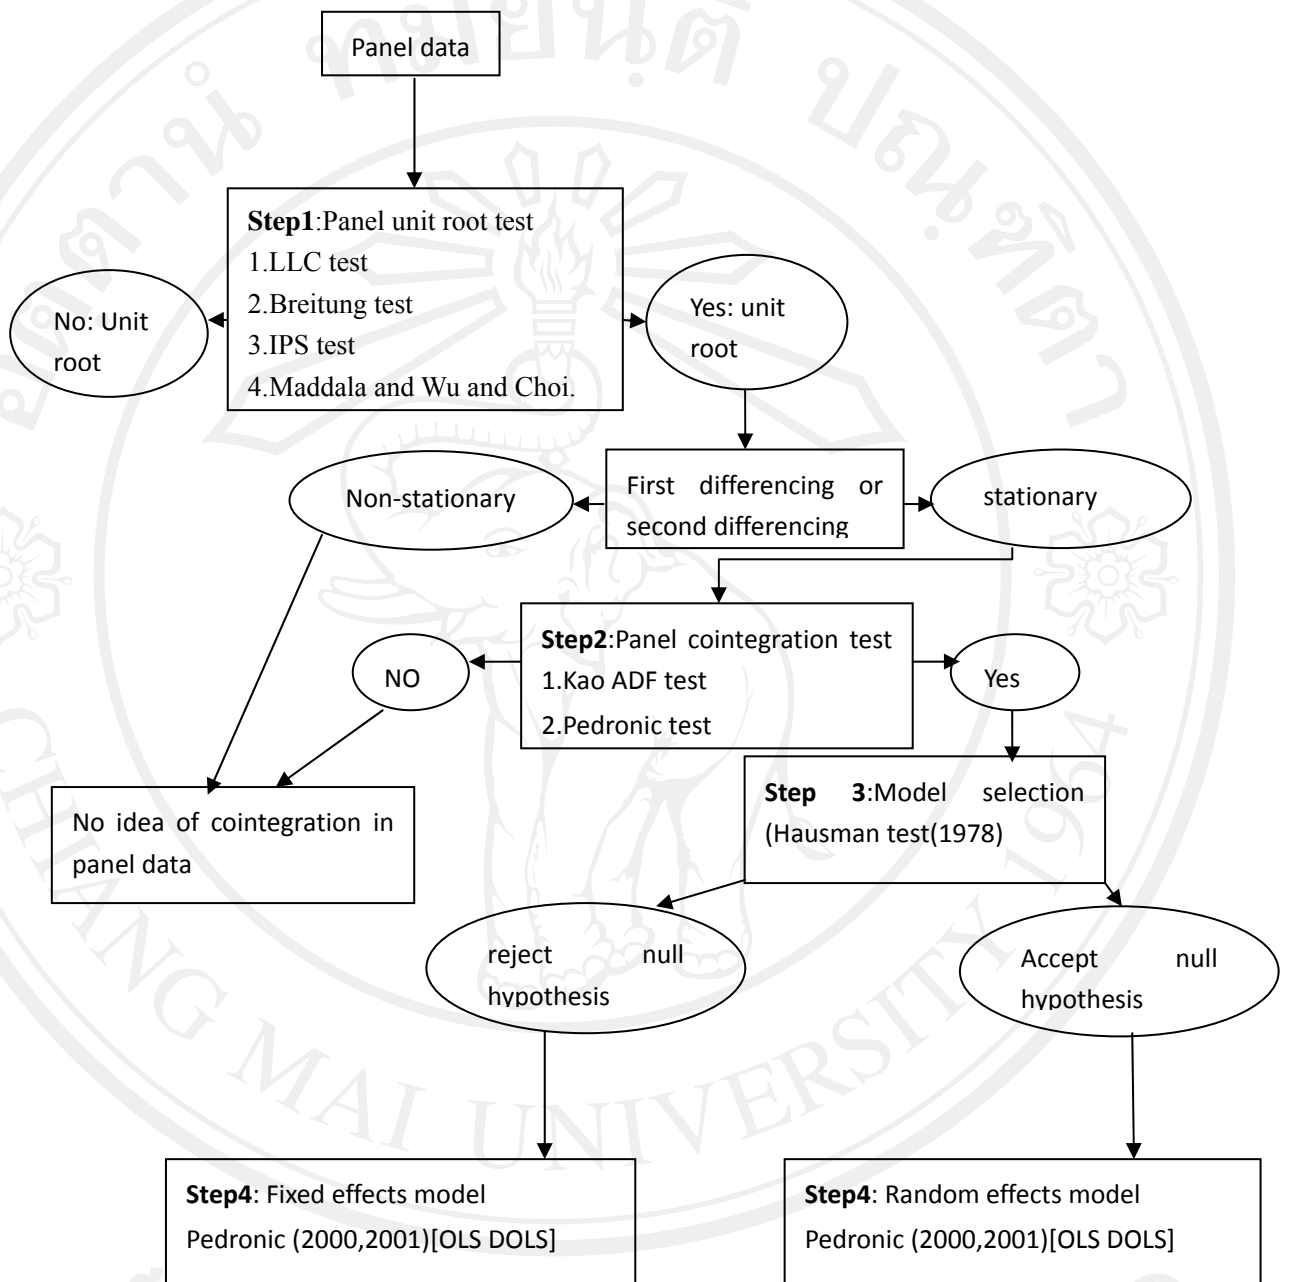 Panel data
Step1:Panel unit root test
1.LLC test
2.Breitung test
3.IPS test
4.Maddala and Wu and Choi.
No: Unit
root
Yes: unit
root
First differencing or
second differencing
Non-stationary
stationary
Step2:Panel cointegration test
1.Kao ADF test
2.Pedronic test
NO
Yes
No idea of cointegration in
panel data
Step 3:Model selection
(Hausman test(1978)
reject null
hypothesis
Accept null
hypothesis
Step4: Fixed effects model
Pedronic (2000,2001)[OLS DOLS]
Step4: Random effects model
Pedronic (2000,2001)[OLS DOLS]
CHIANG MAI UNIVERSITY 1964